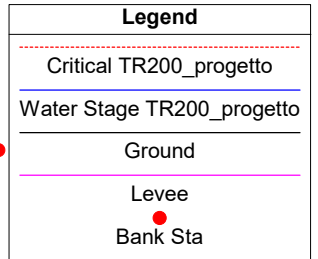 Legend
Critical TR200_progetto
Water Stage TR200_progetto
Ground
Levee
Bank Sta